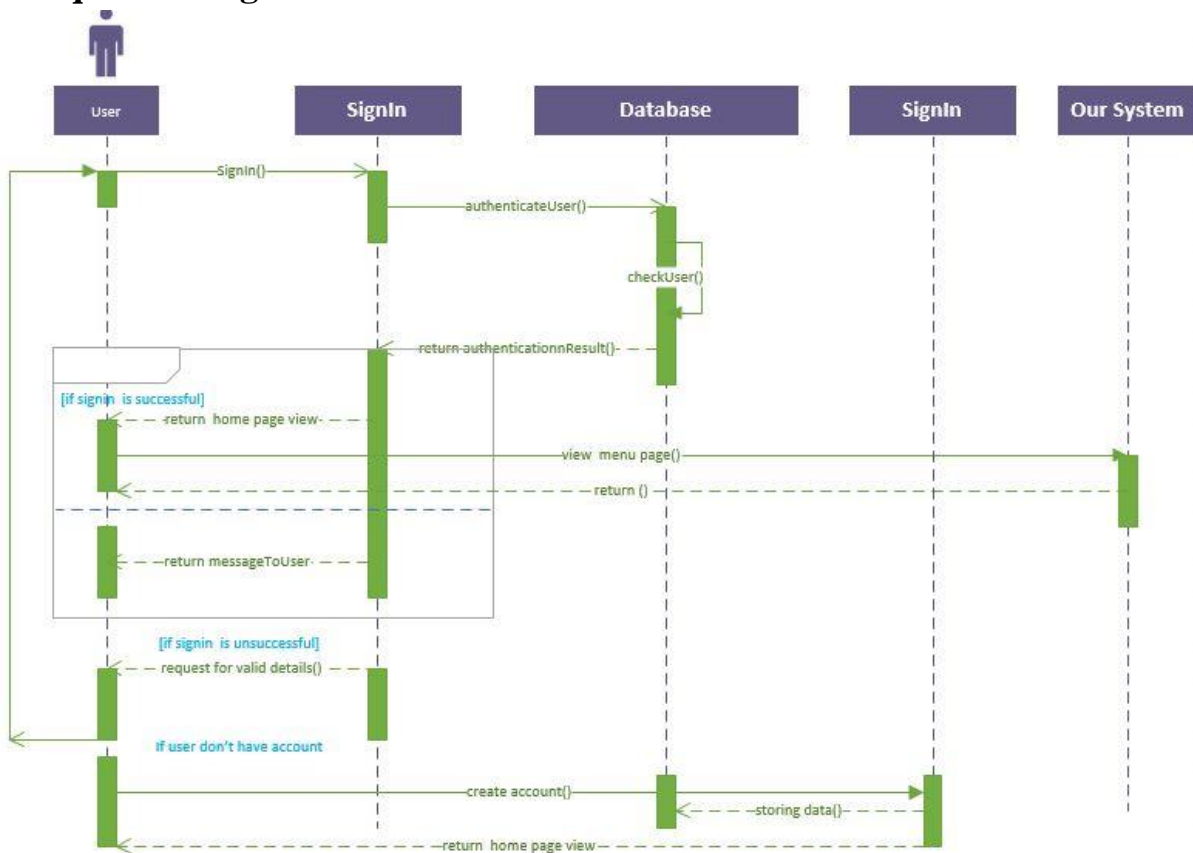 User
SignIn
Database
SignIn
Our System
SignIn()
authenticateUser()
checkUser()
return authenticationnResult()
[if signin is successful]
return home page view
view menu page()
return ()
return messageToUser
[if signin is unsuccessful]
request for valid details()
If user don't have account
create account()
storing data()
return home page view